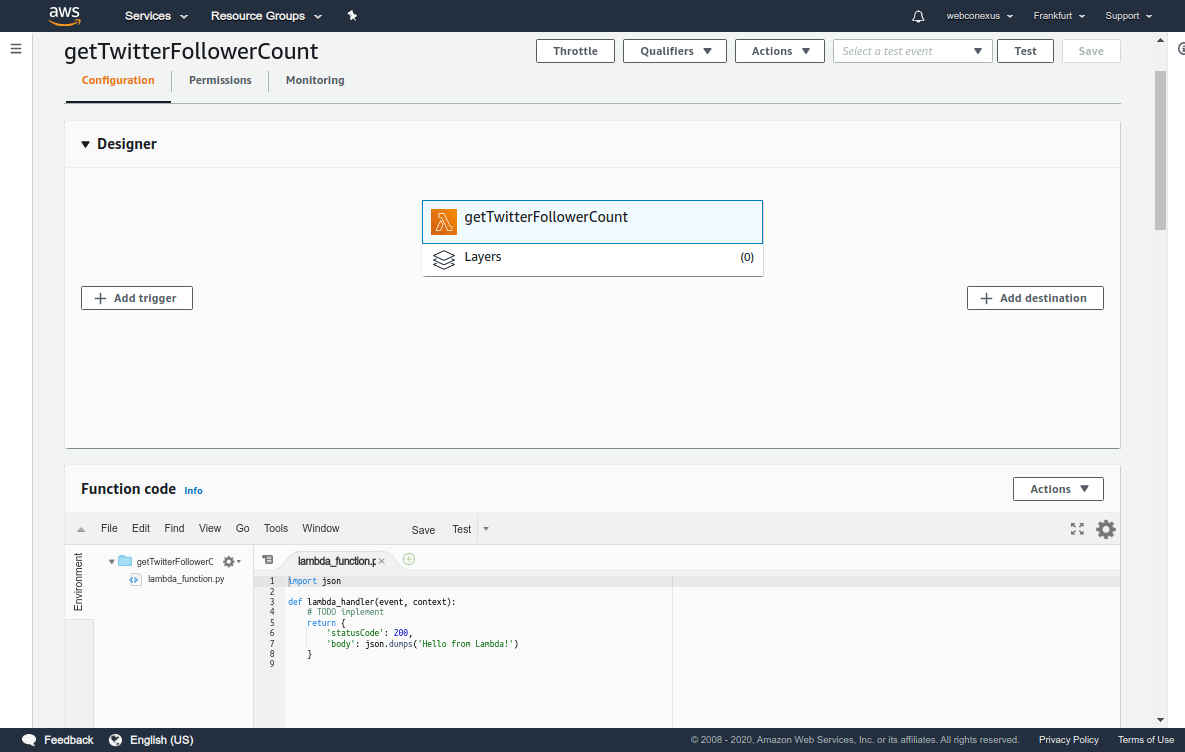 aws Services Resource Groups webconexus Frankfurt Support
getTwitterFollowerCount Throttle Qualifiers Actions Select a test event Test Save
Configuration Permissions Monitoring
Designer
getTwitterFollowerCount
Layers (0)
Add trigger Add destination
Function code Info Actions
File Edit Find View Go Tools Window Save Test
Environment
getTwitterFollowerC
lambda_function.py
lambda_function.p
1 import json
2
3 def lambda_handler(event, context):
4 # TODO implement
5 return {
6 'statusCode': 200,
7 'body': json.dumps('Hello from Lambda!')
8 }
9
Feedback English (US) © 2008 - 2020, Amazon Web Services, Inc. or its affiliates. All rights reserved. Privacy Policy Terms of Use